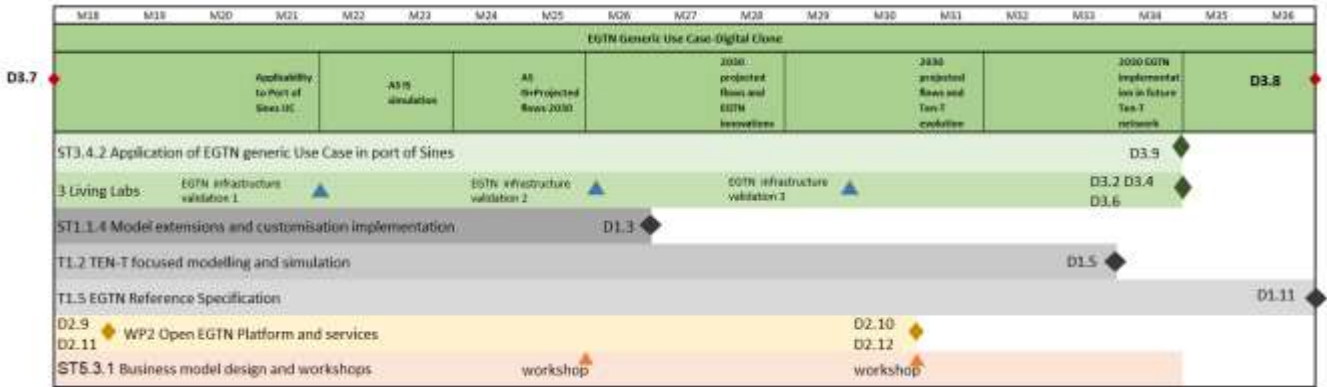 M18 M19 M20 M21 M22 M23 M24 M25 M26 M27 M28 M29 M30 M31 M32 M33 M34 M35 M36
EGTN Generic Use Case-Digital Clone
D3.7
Applicability
to Port of
Sines UC
AS IS
simulation
AS
IS+Projected
flows 2030
2030
projected
flows and
EGTN
innovations
2030
projected
flows and
Ten-T
evolution
2030 EGTN
implementat
ion in future
Ten-T
network
D3.8
ST3.4.2 Application of EGTN generic Use Case in port of Sines
D3.9
3 Living Labs
EGTN infrastructure
validation 1
EGTN infrastructure
validation 2
EGTN infrastructure
validation 3
D3.2 D3.4
D3.6
ST1.1.4 Model extensions and customisation implementation
D1.3
T1.2 TEN-T focused modelling and simulation
D1.5
T1.5 EGTN Reference Specification
D1.11
D2.9
D2.11
WP2 Open EGTN Platform and services
D2.10
D2.12
ST5.3.1 Business model design and workshops
workshop
workshop